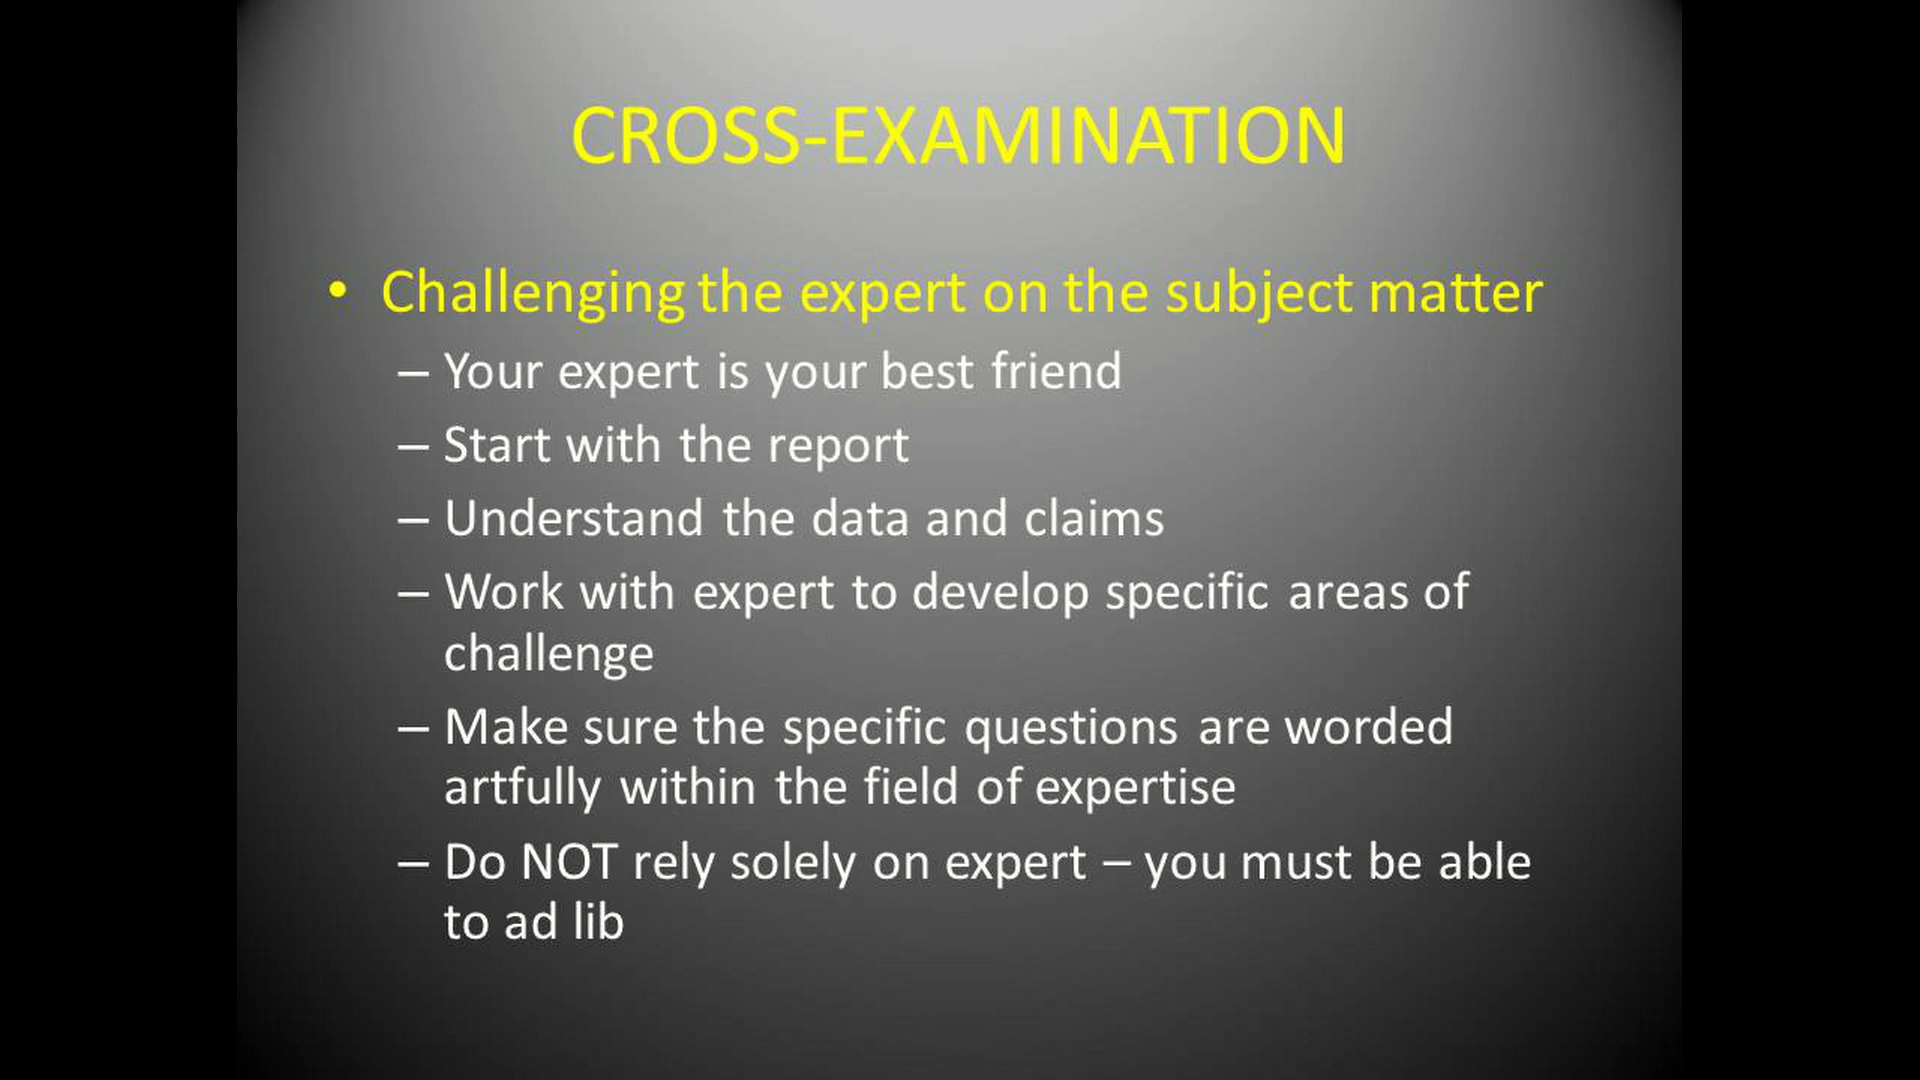 CROSS-EXAMINATION
• Challenging the expert on the subject matter
– Your expert is your best friend
– Start with the report
– Understand the data and claims
– Work with expert to develop specific areas of
challenge
– Make sure the specific questions are worded
artfully within the field of expertise
– Do NOT rely solely on expert – you must be able
to ad lib